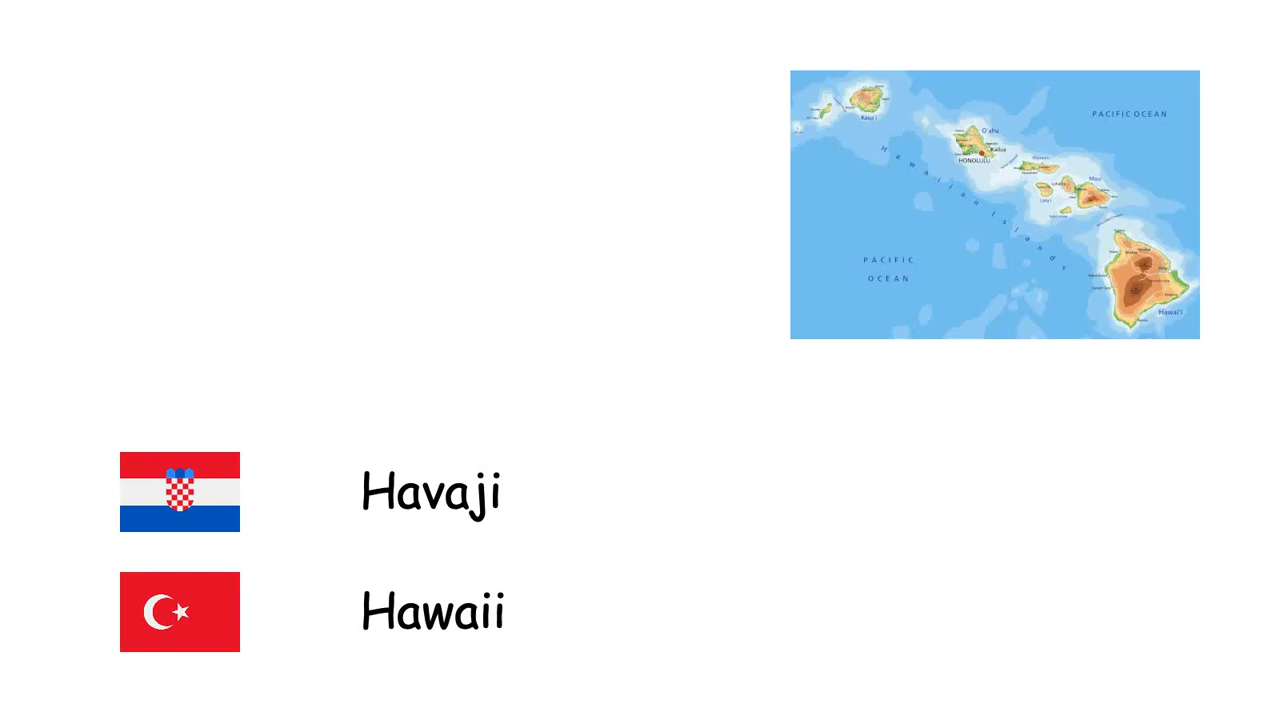 PACIFIC OCEAN
Kaua'i
O'ahu
Kailua
HONOLULU
Maui
Hawaiian Islands
PACIFIC
OCEAN
Hawai'i
Havaji
Hawaii